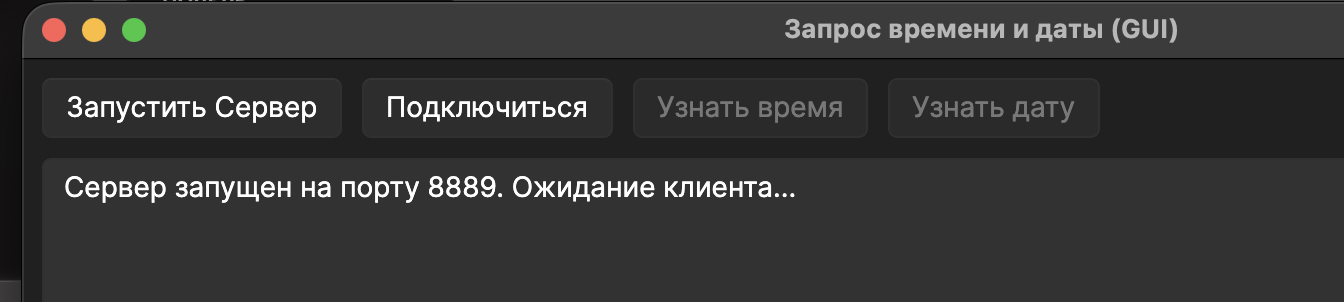 Запрос времени и даты (GUI)
Запустить Сервер Подключиться Узнать время Узнать дату
Сервер запущен на порту 8889. Ожидание клиента...